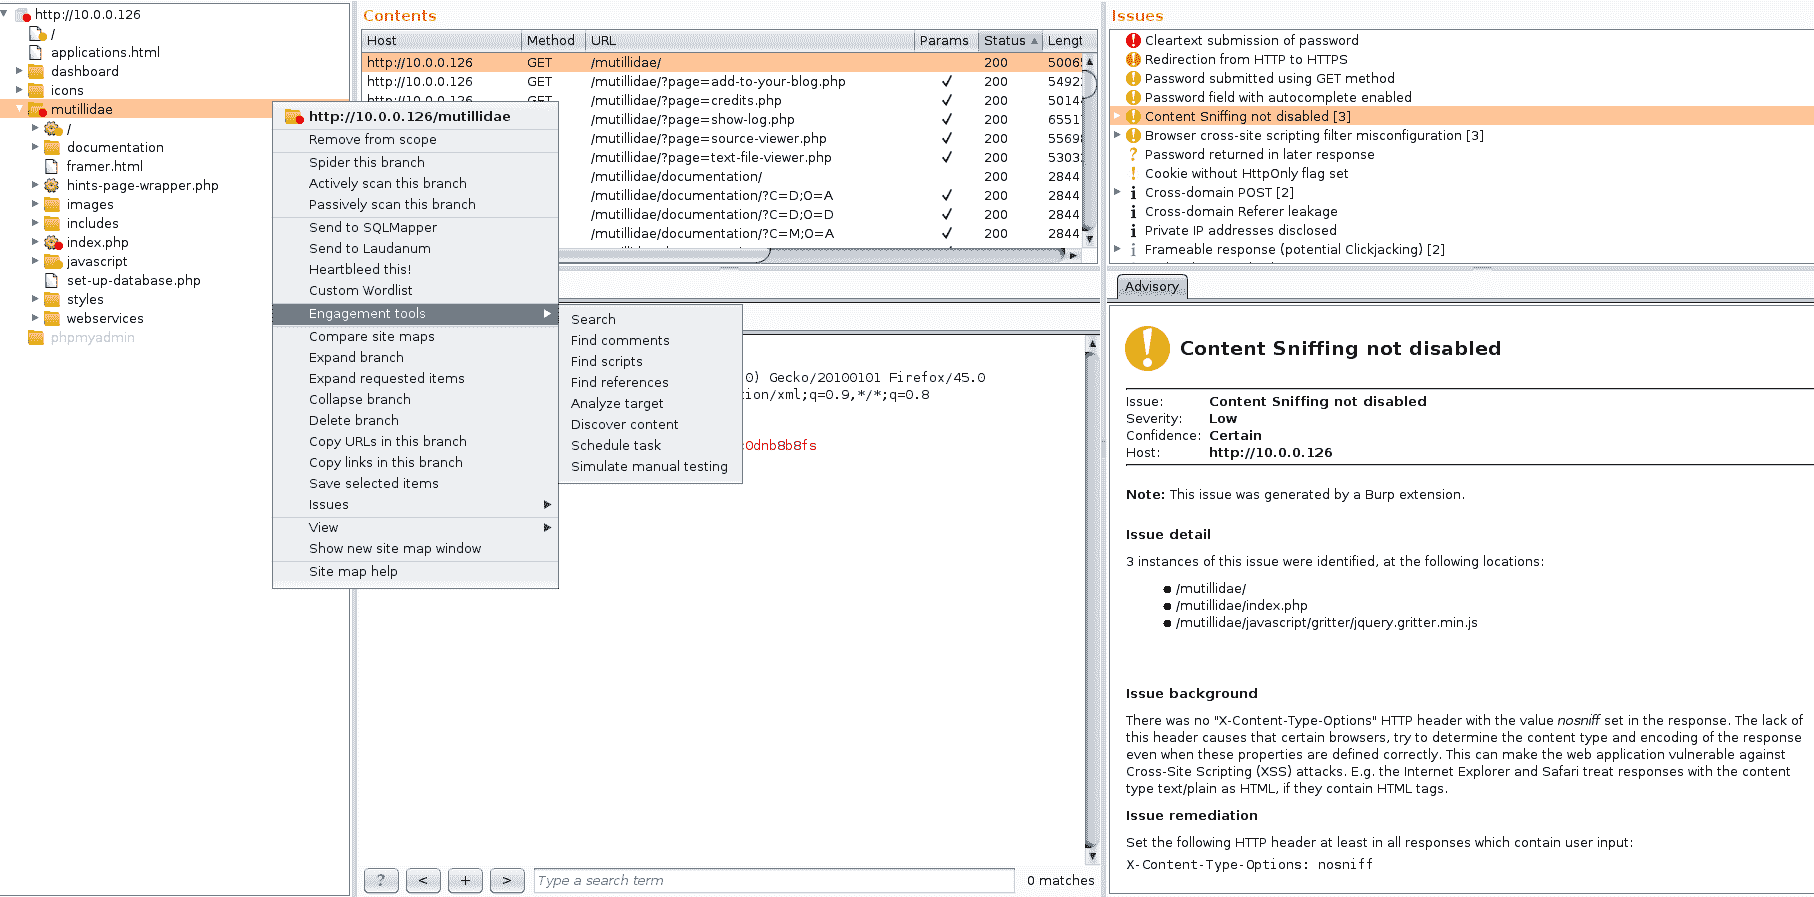 http://10.0.0.126
/
applications.html
dashboard
icons
mutillidae
/
documentation
framer.html
hints-page-wrapper.php
images
includes
index.php
javascript
set-up-database.php
styles
webservices
phpmyadmin
http://10.0.0.126/mutillidae
Remove from scope
Spider this branch
Actively scan this branch
Passively scan this branch
Send to SQLMapper
Send to Laudanum
Heartbleed this!
Custom Wordlist
Engagement tools
Compare site maps
Expand branch
Expand requested items
Collapse branch
Delete branch
Copy URLs in this branch
Copy links in this branch
Save selected items
Issues
View
Show new site map window
Site map help
Search
Find comments
Find scripts
Find references
Analyze target
Discover content
Schedule task
Simulate manual testing
Contents
Host Method URL Params Status Lengt
http://10.0.0.126 GET /mutillidae/ 200 5006
http://10.0.0.126 GET /mutillidae/?page=add-to-your-blog.php ✓ 200 5492
http://10.0.0.126 GET /mutillidae/?page=credits.php ✓ 200 5014
/mutillidae/?page=show-log.php ✓ 200 6551
/mutillidae/?page=source-viewer.php ✓ 200 5569
/mutillidae/?page=text-file-viewer.php ✓ 200 5303
/mutillidae/documentation/ 200 2844
/mutillidae/documentation/?C=D;O=A ✓ 200 2844
/mutillidae/documentation/?C=D;O=D ✓ 200 2844
/mutillidae/documentation/?C=M;O=A ✓ 200 2844
0) Gecko/20100101 Firefox/45.0
ion/xml;q=0.9,*/*;q=0.8
0dnb8b8fs
? < + > Type a search term 0 matches
Issues
Cleartext submission of password
Redirection from HTTP to HTTPS
Password submitted using GET method
Password field with autocomplete enabled
Content Sniffing not disabled [3]
Browser cross-site scripting filter misconfiguration [3]
Password returned in later response
Cookie without HttpOnly flag set
Cross-domain POST [2]
Cross-domain Referer leakage
Private IP addresses disclosed
Frameable response (potential Clickjacking) [2]
Advisory
Content Sniffing not disabled
Issue: Content Sniffing not disabled
Severity: Low
Confidence: Certain
Host: http://10.0.0.126
Note: This issue was generated by a Burp extension.
Issue detail
3 instances of this issue were identified, at the following locations:
● /mutillidae/
● /mutillidae/index.php
● /mutillidae/javascript/gritter/jquery.gritter.min.js
Issue background
There was no "X-Content-Type-Options" HTTP header with the value nosniff set in the response. The lack of
this header causes that certain browsers, try to determine the content type and encoding of the response
even when these properties are defined correctly. This can make the web application vulnerable against
Cross-Site Scripting (XSS) attacks. E.g. the Internet Explorer and Safari treat responses with the content
type text/plain as HTML, if they contain HTML tags.
Issue remediation
Set the following HTTP header at least in all responses which contain user input:
X-Content-Type-Options: nosniff